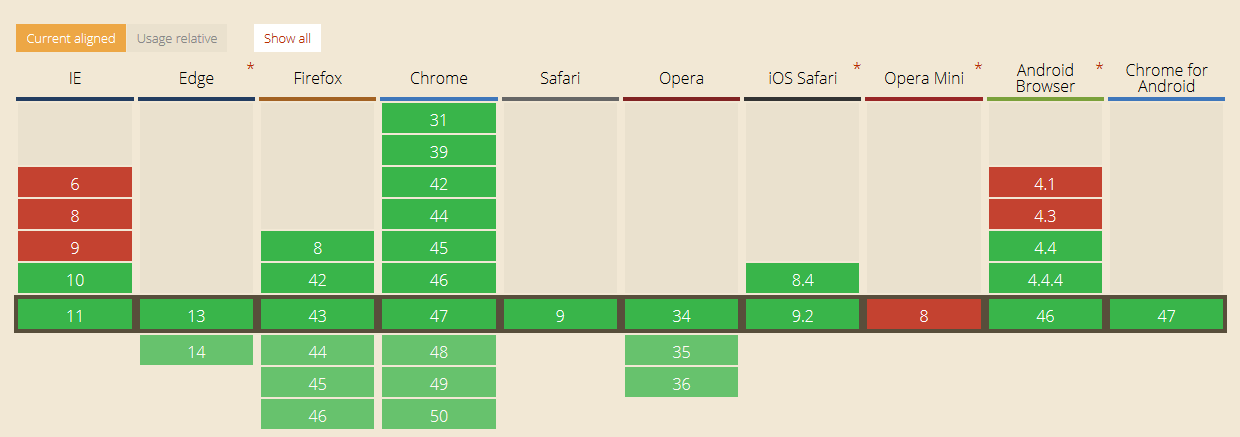 Current aligned Usage relative Show all
IE Edge * Firefox Chrome Safari Opera iOS Safari * Opera Mini * Android Browser * Chrome for Android
31
39
6 42 4.1
8 44 4.3
9 8 45 4.4
10 42 46 8.4 4.4.4
11 13 43 47 9 34 9.2 8 46 47
14 44 48 35
45 49 36
46 50